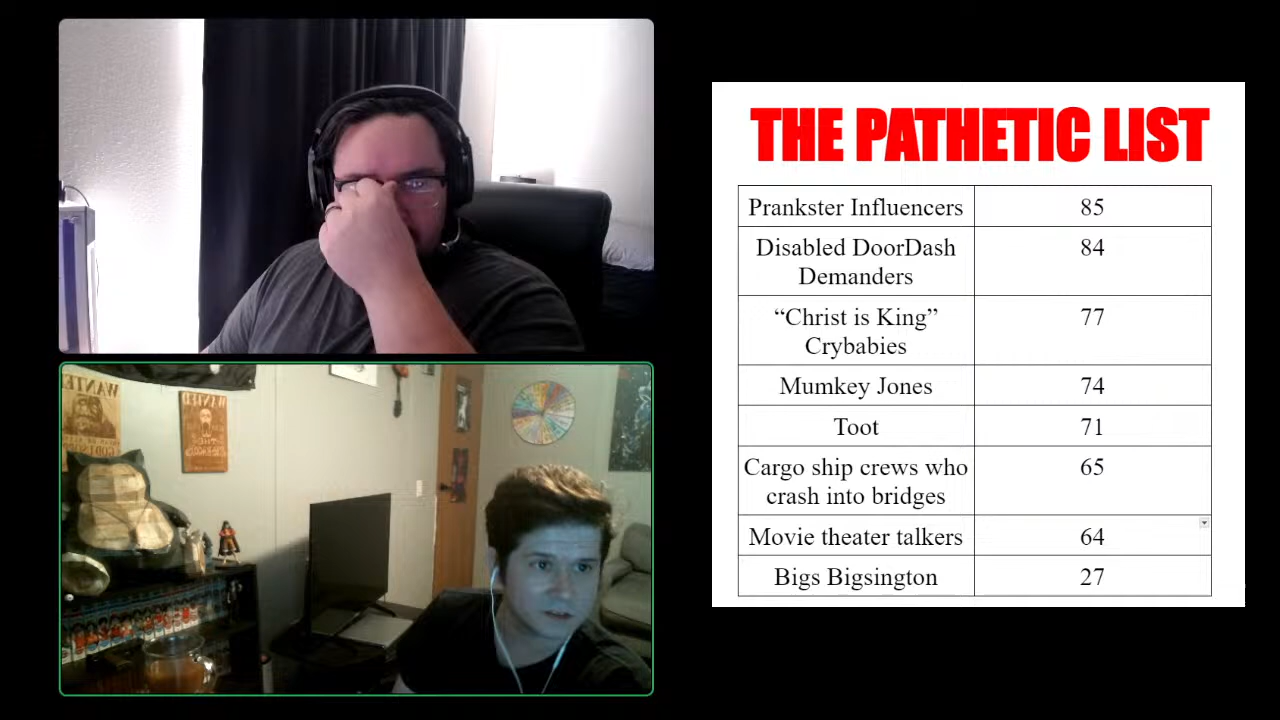 THE PATHETIC LIST
Prankster Influencers 85
Disabled DoorDash 84
Demanders
“Christ is King” 77
Crybabies
Mumkey Jones 74
Toot 71
Cargo ship crews who 65
crash into bridges
Movie theater talkers 64
Bigs Bigsington 27
WANTED